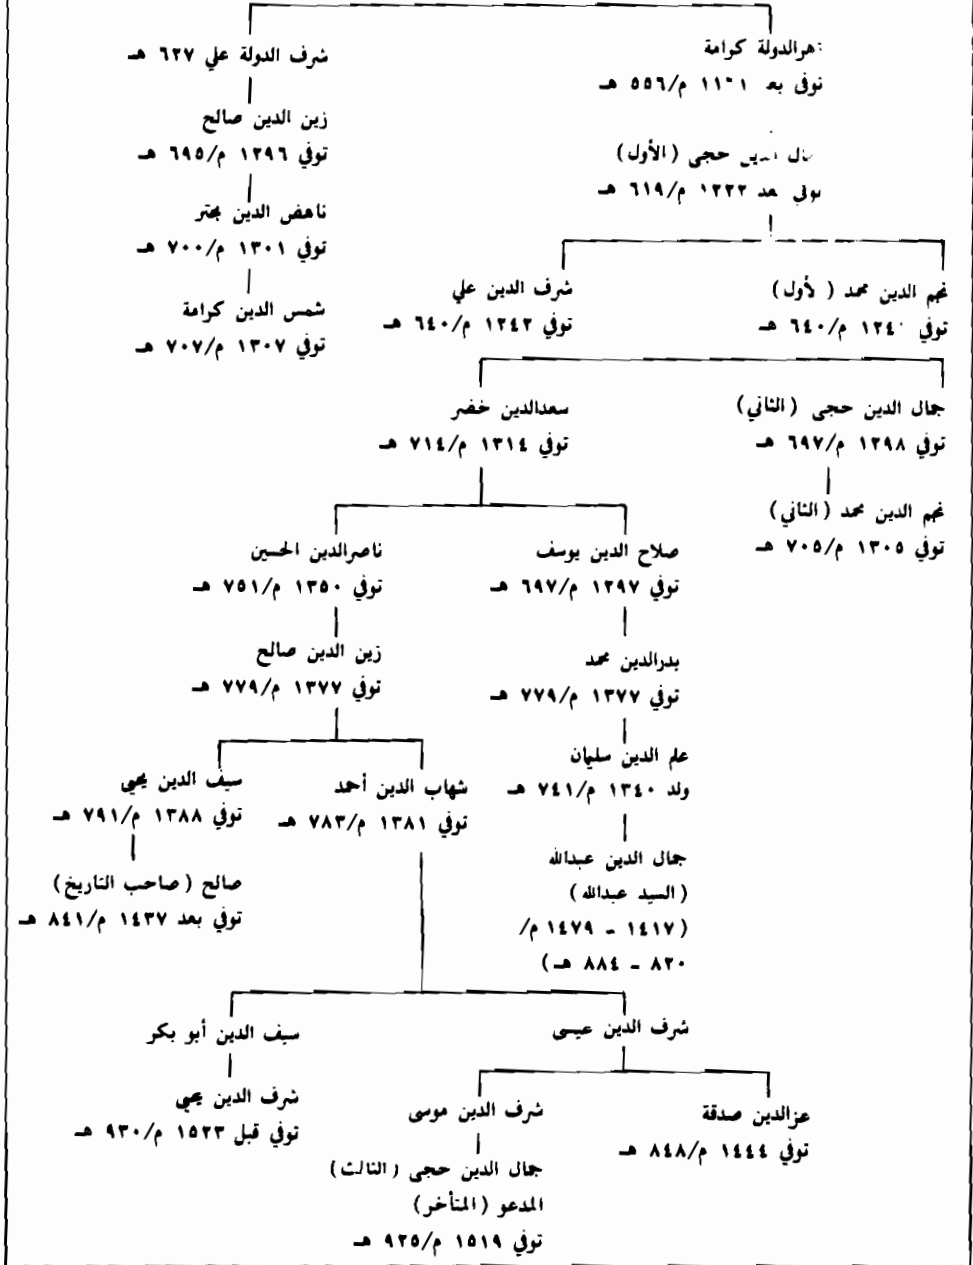 زهرالدولة كرامة
شرف الدولة علي ٦٢٧ هـ
توفي بعد م/٥٥٦ هـ
زين الدين صالح
توفي ١٢٩٦ م/٦٩٥ هـ
الدين حجى (الأول)
توفي بعد ١٢٢٢ م/٦١٩ هـ
ناهض الدين بحتر
توفي ١٣٠١ م/٧٠٠ هـ
نجم الدين محمد (الأول)
شرف الدين علي
شمس الدين كرامة
توفي م/٦٤٠ هـ
توفي ١٢٤٢ م/٦٤٠ هـ
توفي ١٣٠٧ م/٧٠٧ هـ
جمال الدين حجى (الثاني)
سعدالدين خضر
توفي ١٢٩٨ م/٦٩٧ هـ
توفي ١٣١٤ م/٧١٤ هـ
نجم الدين محمد (الثاني)
توفي ١٣٠٥ م/٧٠٥ هـ
صلاح الدين يوسف
ناصرالدين الحسين
توفي ١٢٩٧ م/٦٩٧ هـ
توفي ١٣٥٠ م/٧٥١ هـ
بدرالدين محمد
زين الدين صالح
توفي ١٣٧٧ م/٧٧٩ هـ
توفي ١٣٧٧ م/٧٧٩ هـ
علم الدين سليمان
ولد ١٣٤٠ م/٧٤١ هـ
شهاب الدين أحمد
سيف الدين يحيى
توفي ١٣٨١ م/٧٨٣ هـ
توفي ١٣٨٨ م/٧٩١ هـ
جمال الدين عبدالله
(السيد عبدالله)
(١٤١٧ - ١٤٧٩ م/
٨٢٠ - ٨٨٤ هـ)
صالح (صاحب التاريخ)
توفي بعد ١٤٣٧ م/٨٤١ هـ
شرف الدين عيسى
سيف الدين أبو بكر
شرف الدين يحيى
توفي قبل ١٥٢٣ م/٩٣٠ هـ
عزالدين صدقة
توفي ١٤٤٤ م/٨٤٨ هـ
شرف الدين موسى
جمال الدين حجى (الثالث)
المدعو (المتأخر)
توفي ١٥١٩ م/٩٢٥ هـ